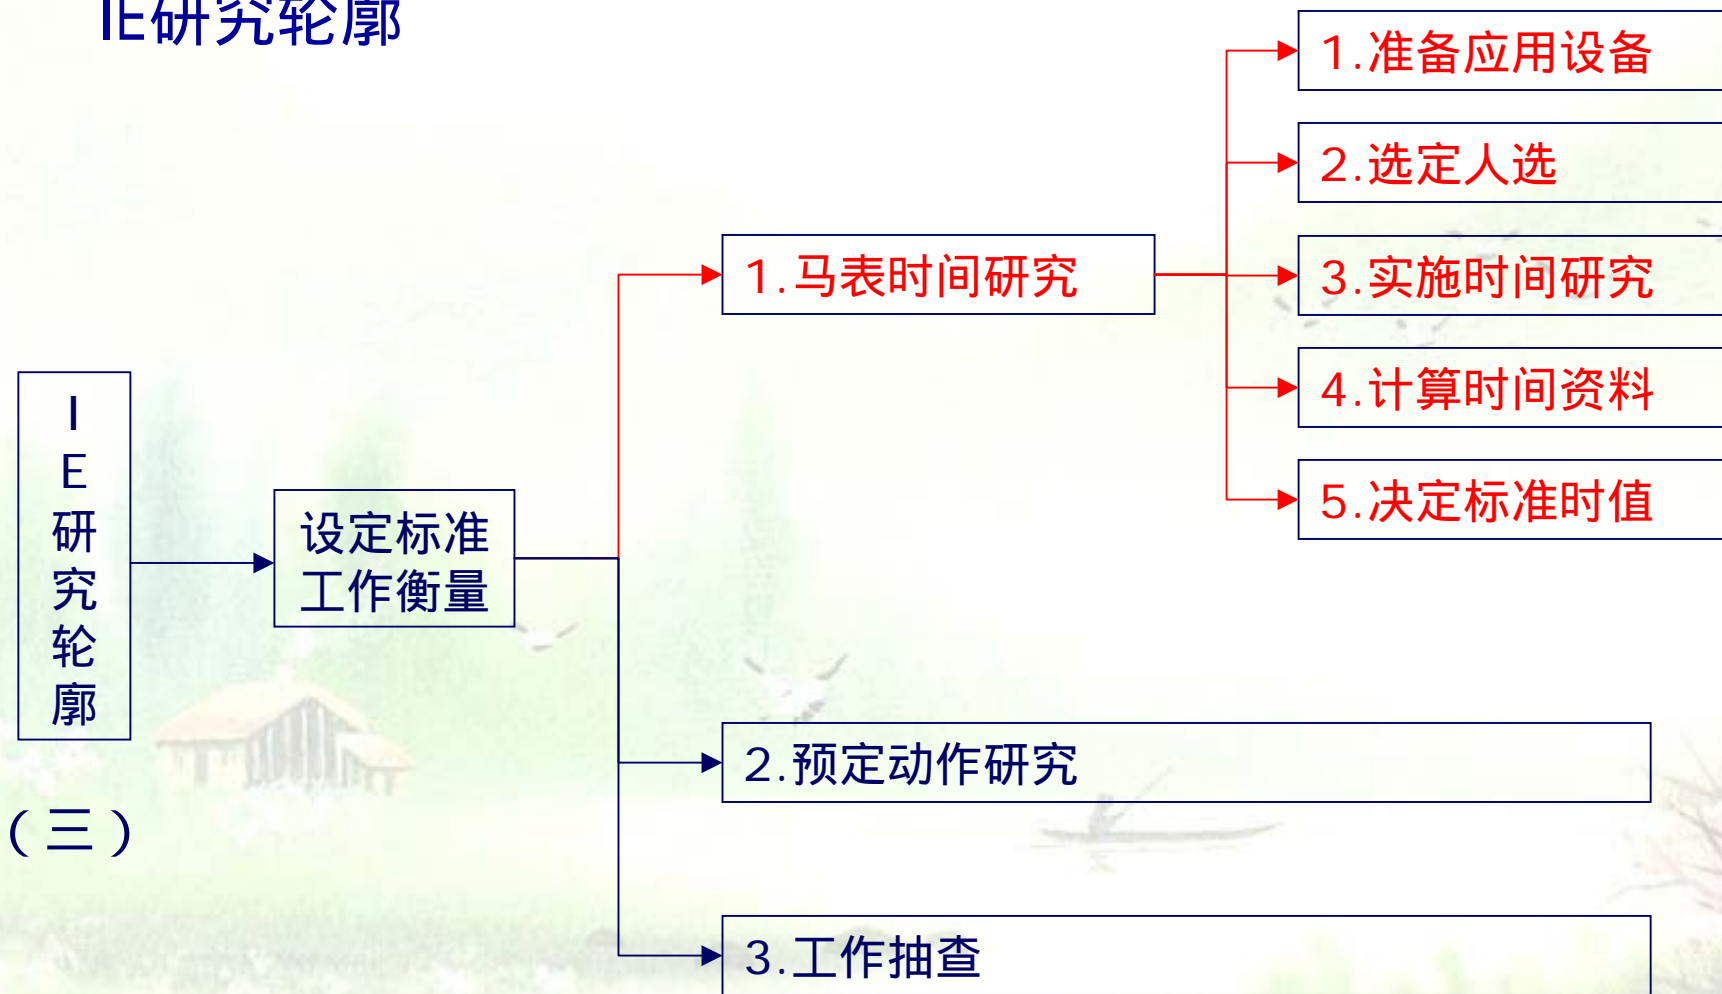 IE研究轮廓
1.准备应用设备
2.选定人选
1.马表时间研究
3.实施时间研究
4.计算时间资料
5.决定标准时值
I
E
研
究
轮
廓
设定标准
工作衡量
2.预定动作研究
(三)
3.工作抽查